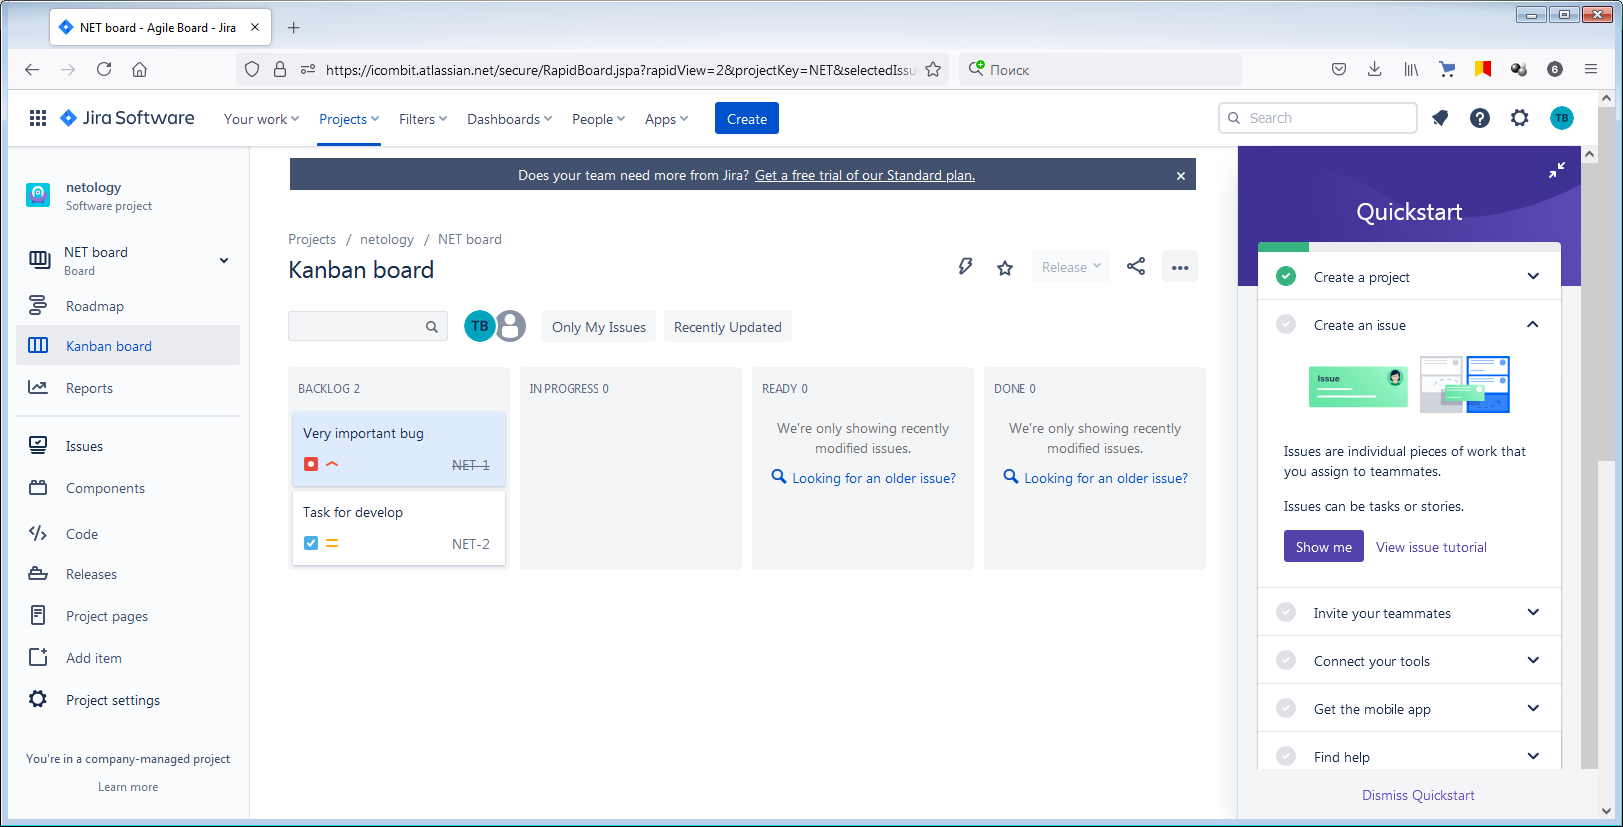 NET board - Agile Board - Jira
https://icombit.atlassian.net/secure/RapidBoard.jspa?rapidView=2&projectKey=NET&selectedIssu
Поиск
6
Jira Software
Your work
Projects
Filters
Dashboards
People
Apps
Create
Search
TB
netology
Software project
NET board
Board
Roadmap
Kanban board
Reports
Issues
Components
Code
Releases
Project pages
Add item
Project settings
You're in a company-managed project
Learn more
Does your team need more from Jira? Get a free trial of our Standard plan.
Projects / netology / NET board
Kanban board
Release
TB
Only My Issues
Recently Updated
BACKLOG 2
Very important bug
NET-1
Task for develop
NET-2
IN PROGRESS 0
READY 0
We're only showing recently
modified issues.
Looking for an older issue?
DONE 0
We're only showing recently
modified issues.
Looking for an older issue?
Quickstart
Create a project
Create an issue
Issue
Issues are individual pieces of work that
you assign to teammates.
Issues can be tasks or stories.
Show me
View issue tutorial
Invite your teammates
Connect your tools
Get the mobile app
Find help
Dismiss Quickstart